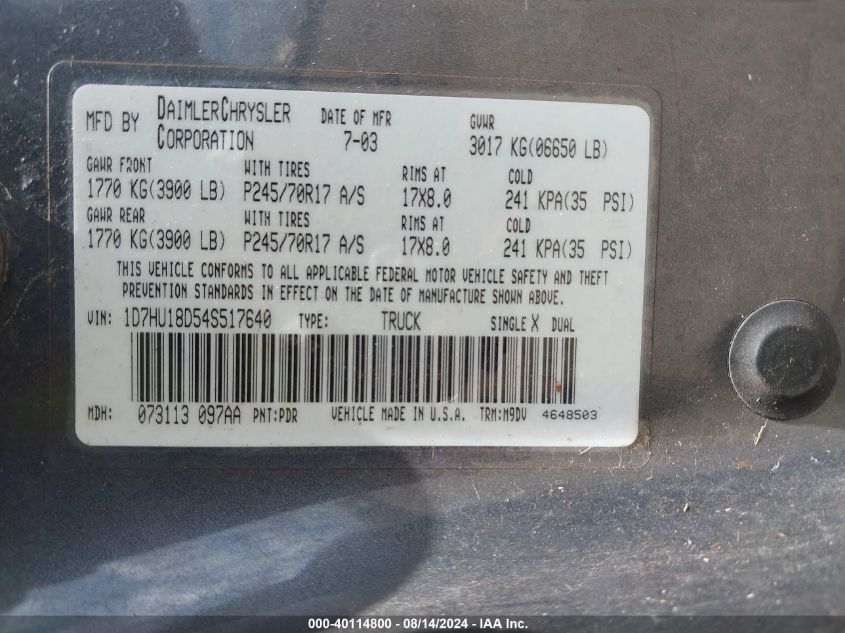 MFD BY DAIMLERCHRYSLER CORPORATION DATE OF MFR 7-03 GVWR 3017 KG(06650 LB)
GAWR FRONT WITH TIRES RIMS AT COLD
1770 KG(3900 LB) P245/70R17 A/S 17X8.0 241 KPA(35 PSI)
GAWR REAR WITH TIRES RIMS AT COLD
1770 KG(3900 LB) P245/70R17 A/S 17X8.0 241 KPA(35 PSI)
THIS VEHICLE CONFORMS TO ALL APPLICABLE FEDERAL MOTOR VEHICLE SAFETY AND THEFT
PREVENTION STANDARDS IN EFFECT ON THE DATE OF MANUFACTURE SHOWN ABOVE.
VIN: 1D7HU18D54S517640 TYPE: TRUCK SINGLE X DUAL
MDH: 073113 097AA PNT:PDR VEHICLE MADE IN U.S.A. TRM:M9DV 4648503
000-40114800 - 08/14/2024 - IAA Inc.